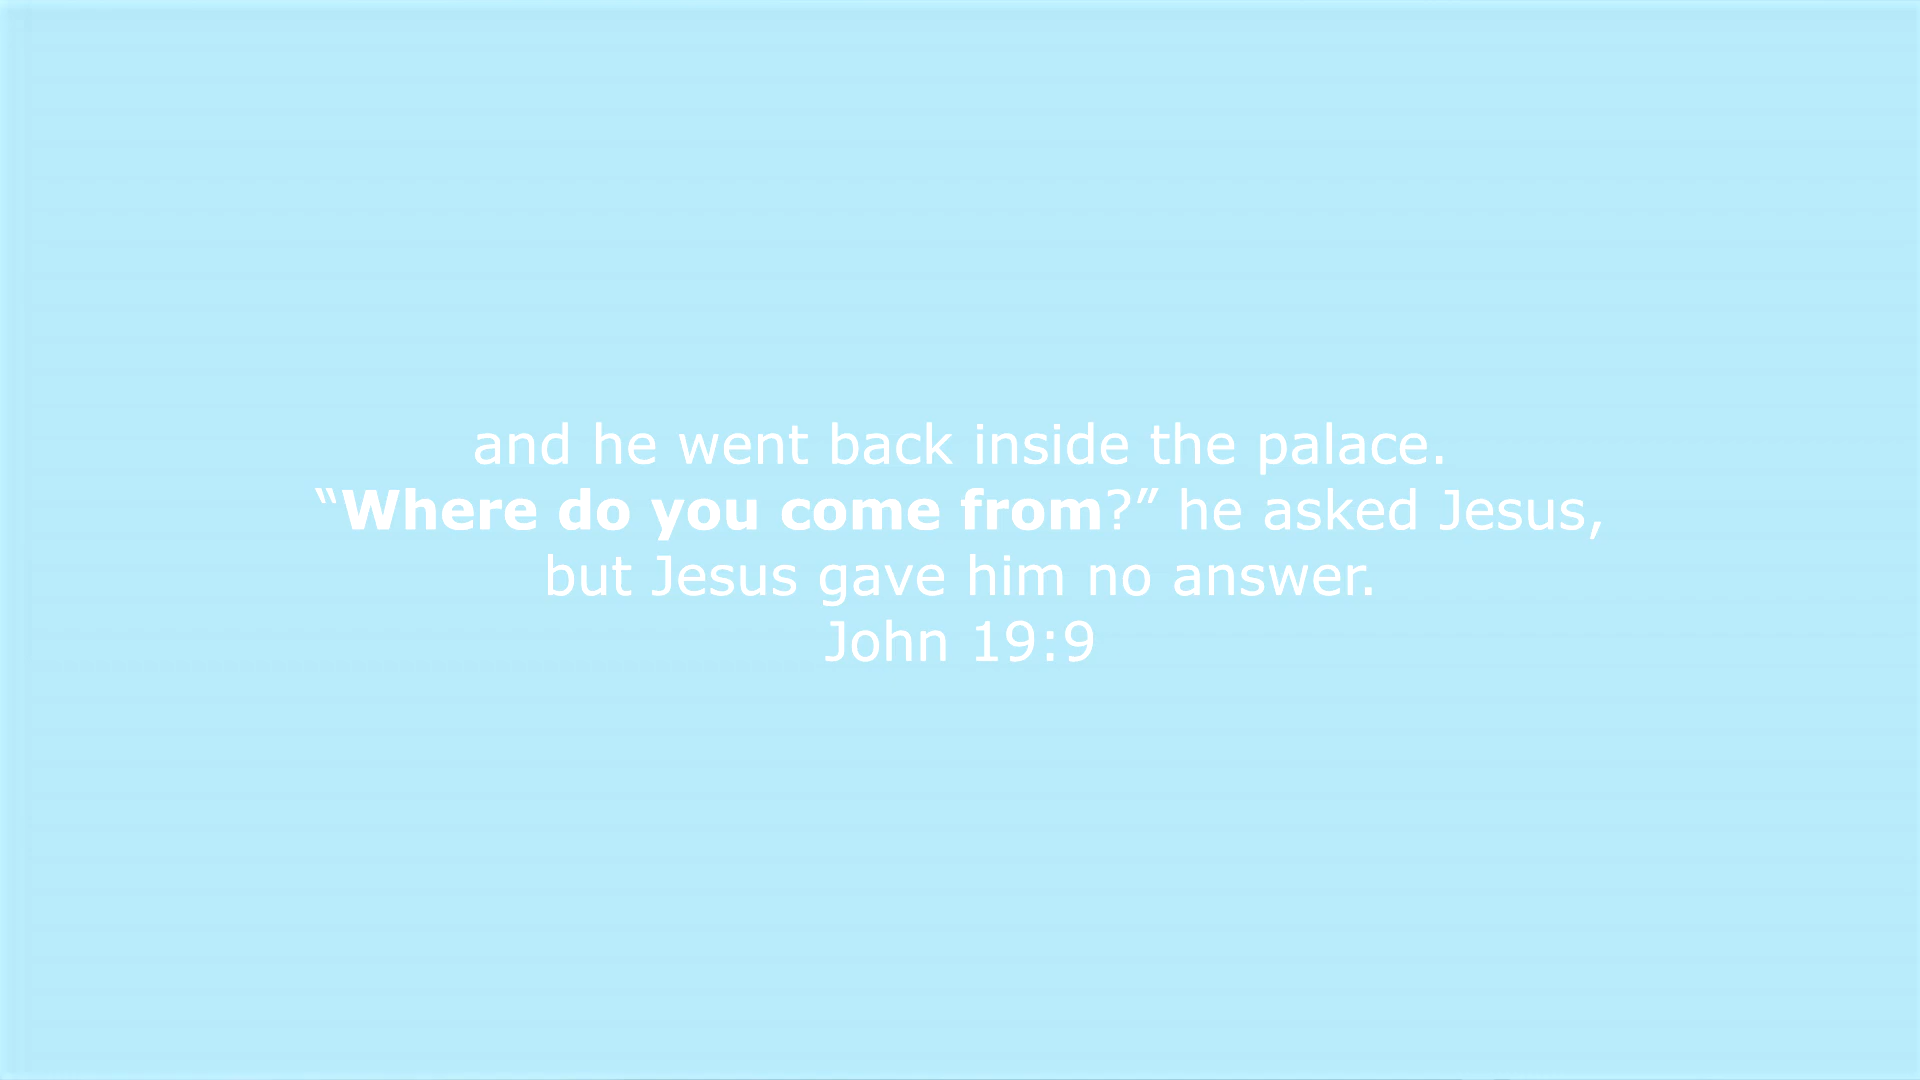 and he went back inside the palace.
“Where do you come from?” he asked Jesus,
but Jesus gave him no answer.
John 19:9